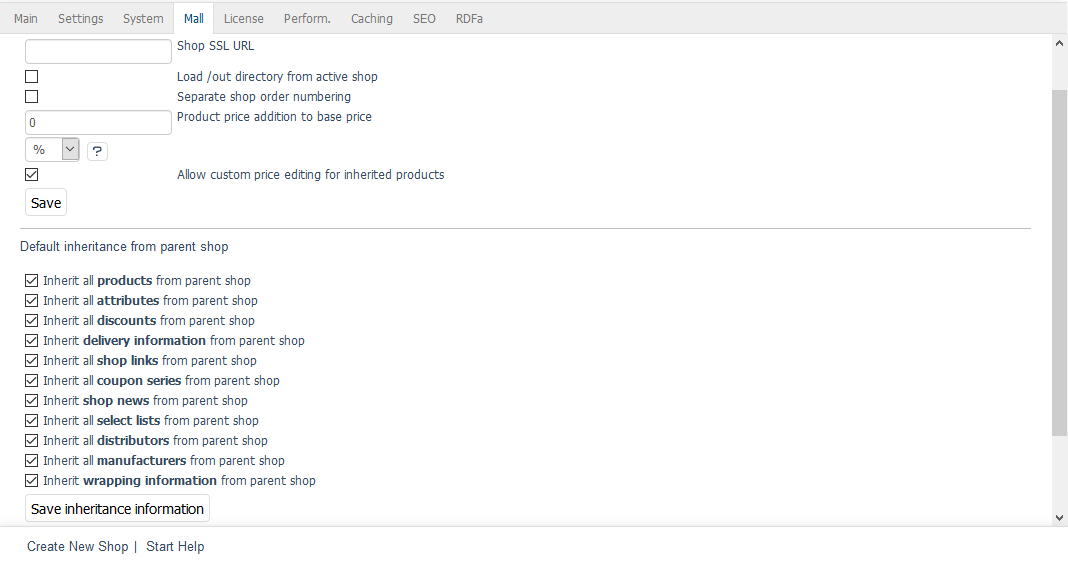 Main Settings System Mall License Perform. Caching SEO RDFa
Shop SSL URL
Load /out directory from active shop
Separate shop order numbering
0 Product price addition to base price
% ?
Allow custom price editing for inherited products
Save
Default inheritance from parent shop
Inherit all products from parent shop
Inherit all attributes from parent shop
Inherit all discounts from parent shop
Inherit delivery information from parent shop
Inherit all shop links from parent shop
Inherit all coupon series from parent shop
Inherit shop news from parent shop
Inherit all select lists from parent shop
Inherit all distributors from parent shop
Inherit all manufacturers from parent shop
Inherit wrapping information from parent shop
Save inheritance information
Create New Shop | Start Help